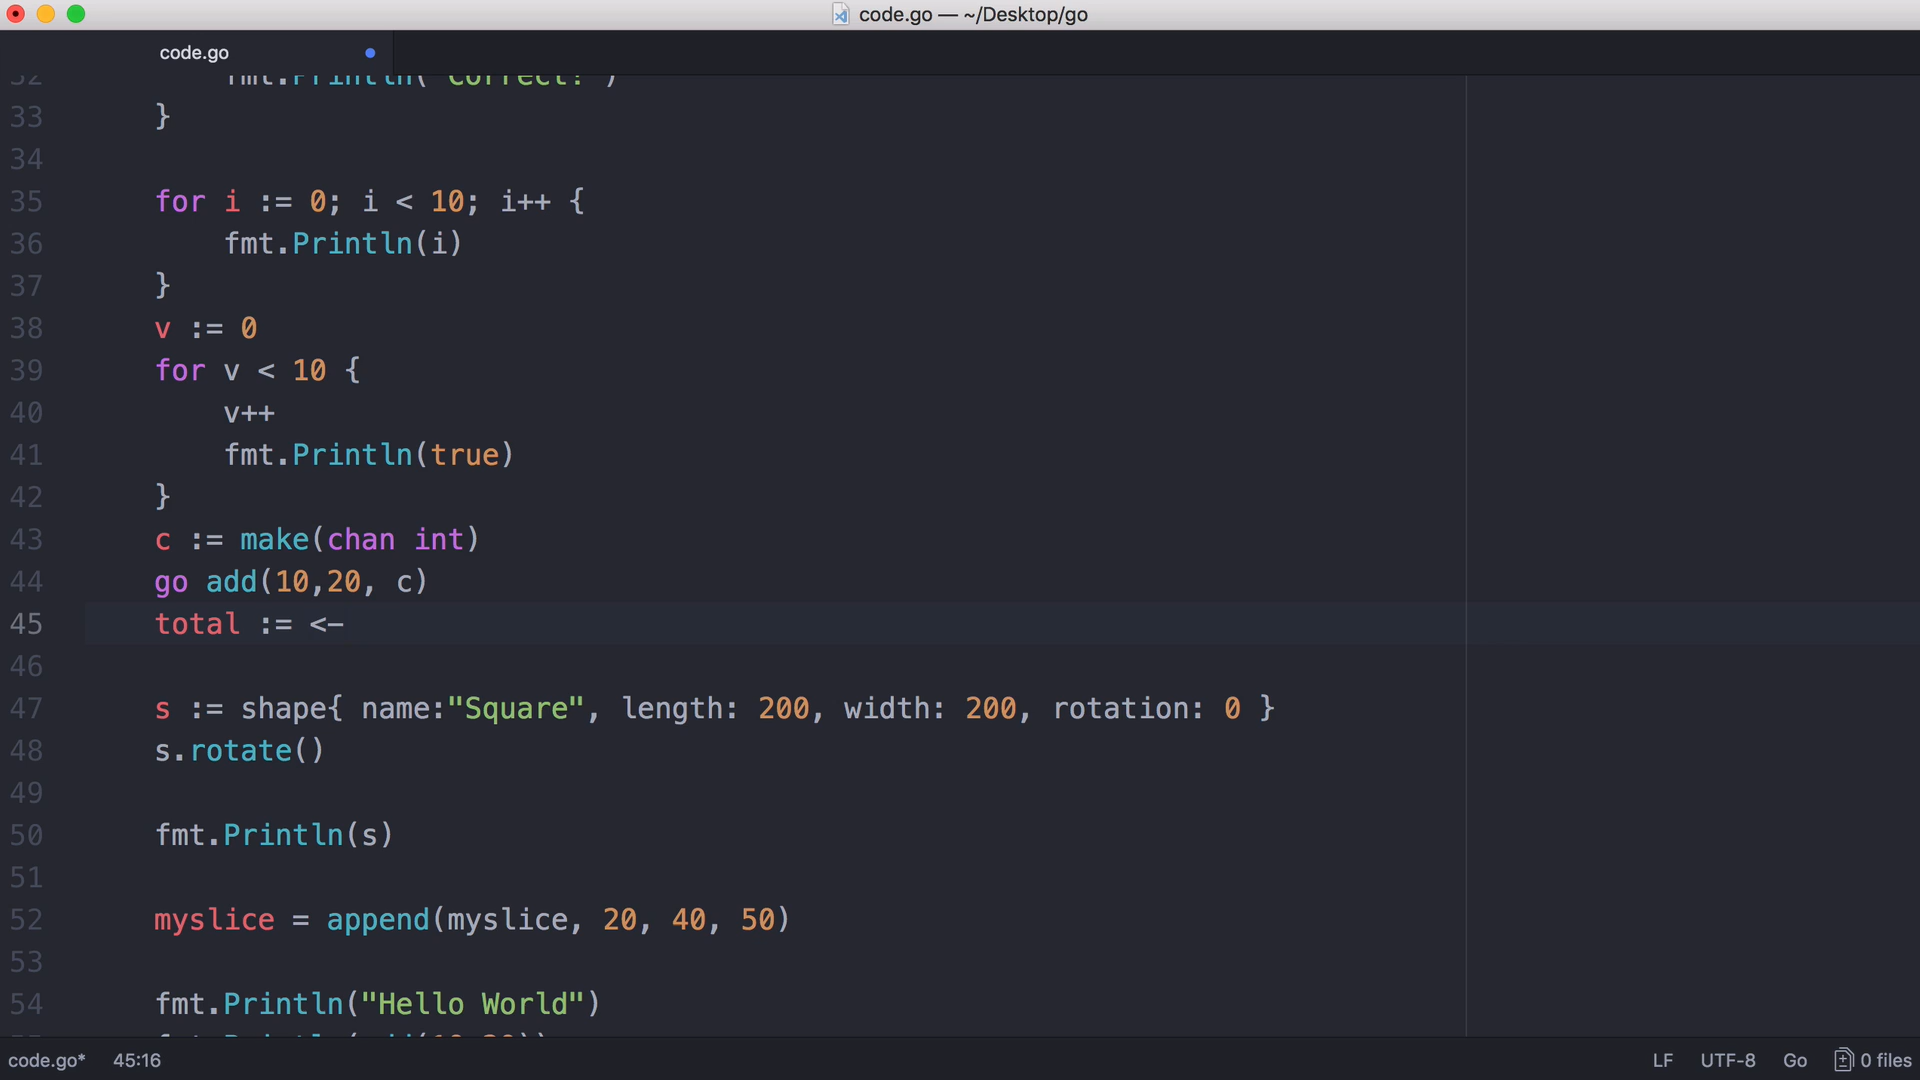 code.go — ~/Desktop/go
code.go
32 fmt.Println("Correct!")
33 }
34
35 for i := 0; i < 10; i++ {
36 fmt.Println(i)
37 }
38 v := 0
39 for v < 10 {
40 v++
41 fmt.Println(true)
42 }
43 c := make(chan int)
44 go add(10,20, c)
45 total := <-
46
47 s := shape{ name:"Square", length: 200, width: 200, rotation: 0 }
48 s.rotate()
49
50 fmt.Println(s)
51
52 myslice = append(myslice, 20, 40, 50)
53
54 fmt.Println("Hello World")
code.go* 45:16 LF UTF-8 Go 0 files